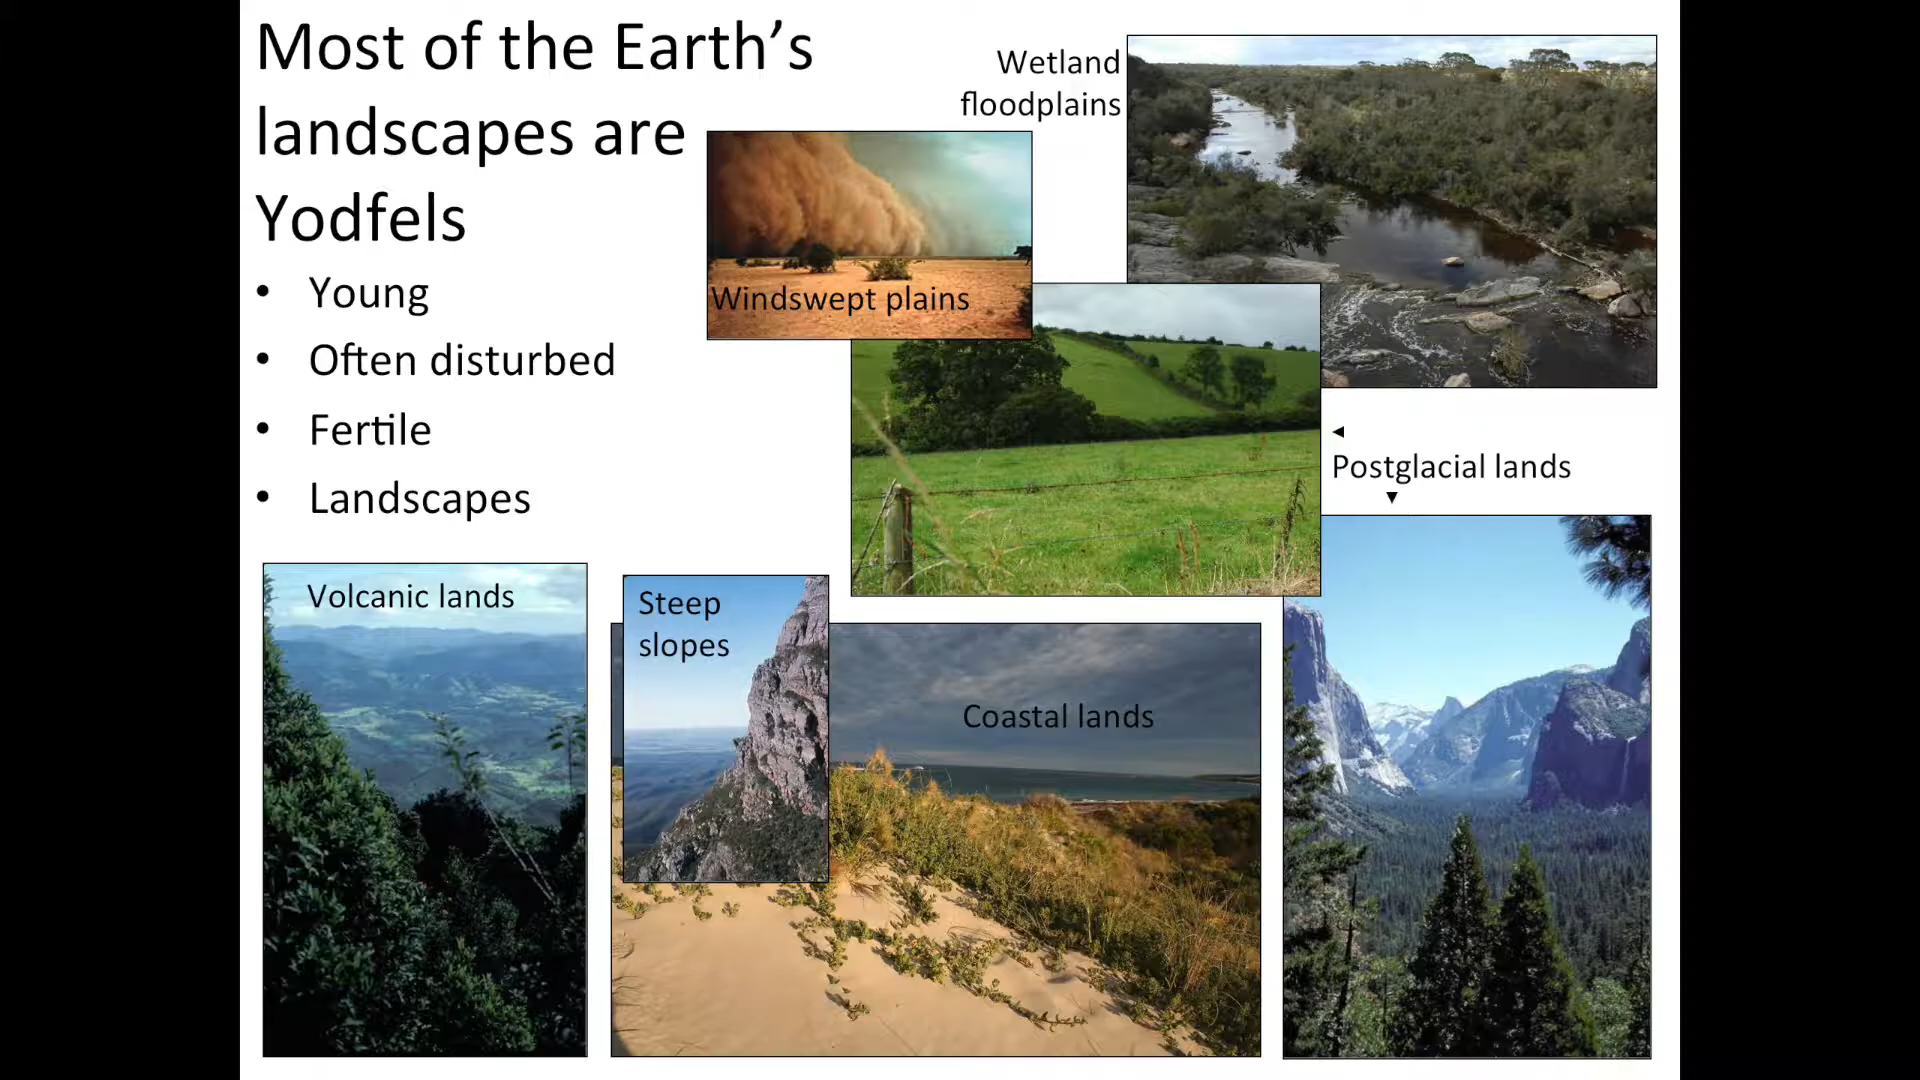 Most of the Earth’s
landscapes are
Yodfels
• Young
• Often disturbed
• Fertile
• Landscapes
Wetland
floodplains
Windswept plains
◄
Postglacial lands
▼
Volcanic lands
Steep
slopes
Coastal lands